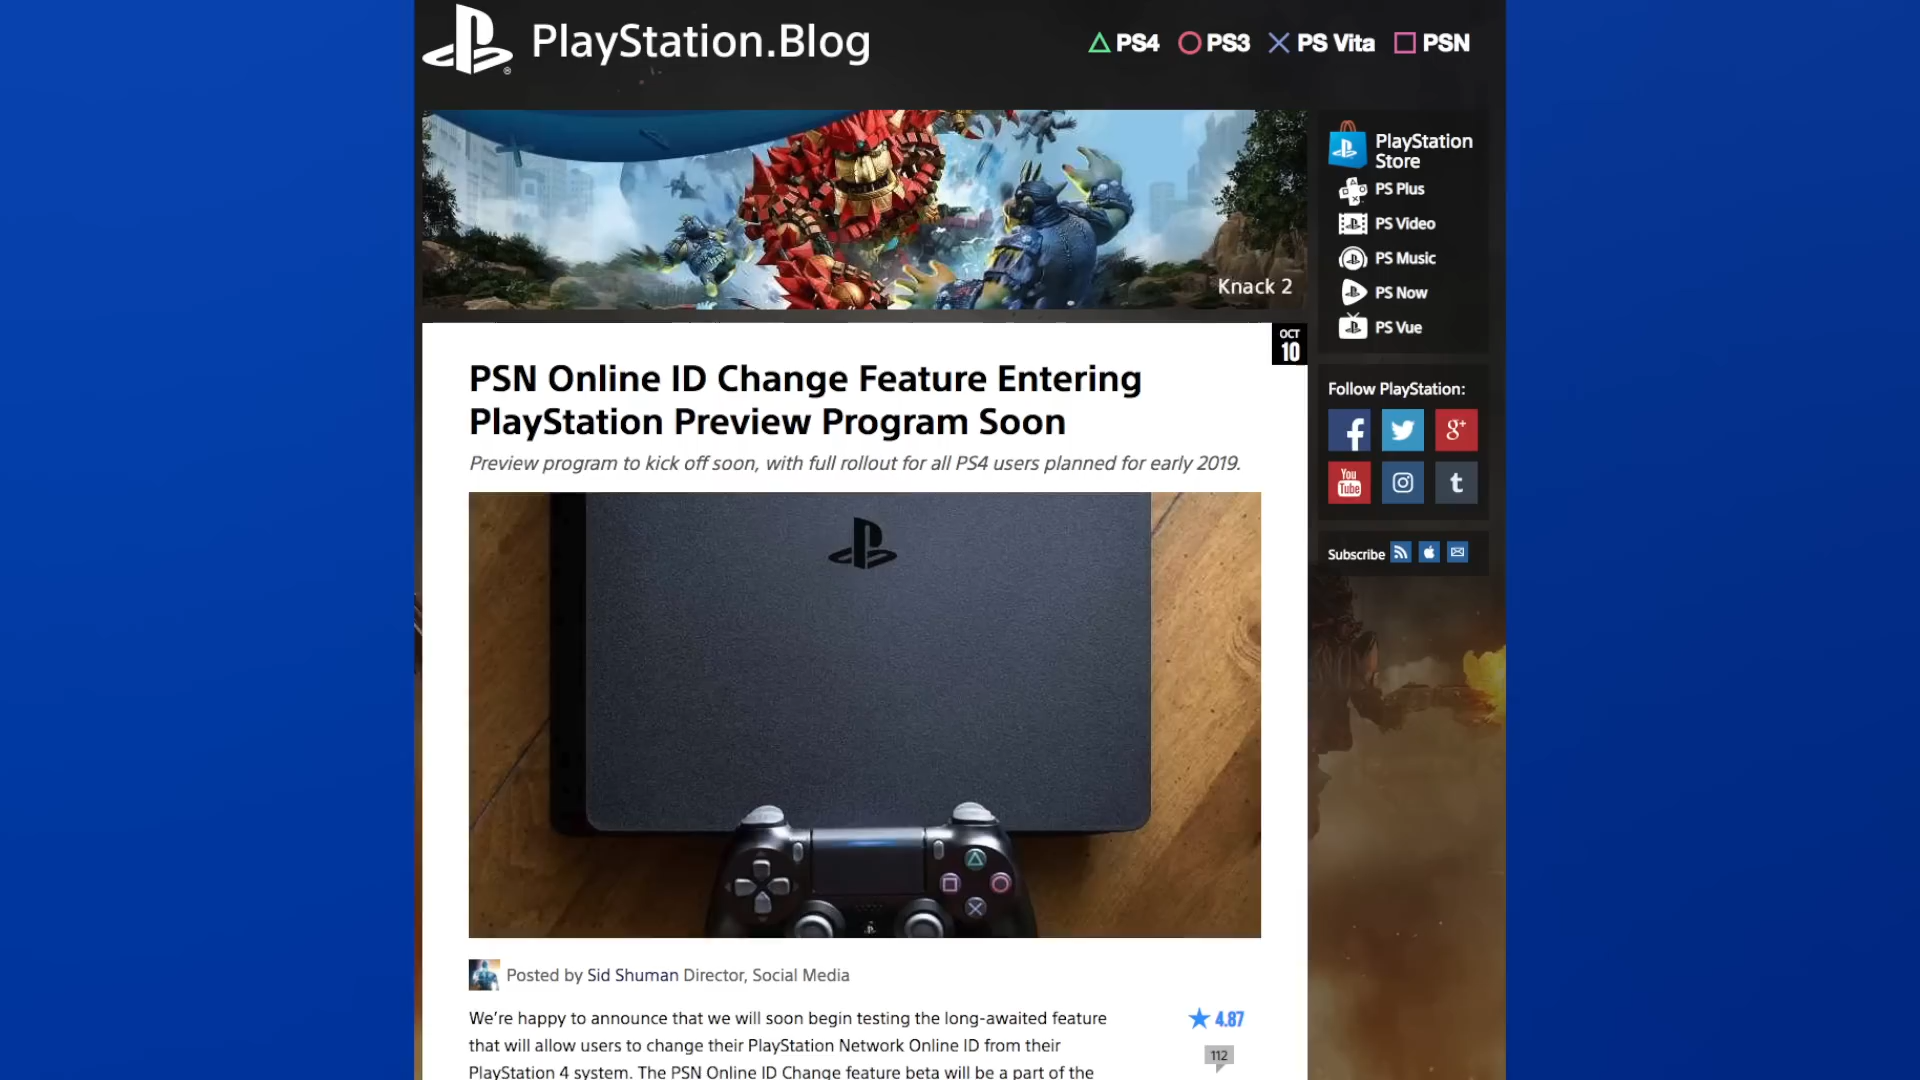 PlayStation.Blog
PS4 PS3 PS Vita PSN
Knack 2
PlayStation
Store
PS Plus
PS Video
PS Music
PS Now
PS Vue
Follow PlayStation:
g+
You
Tube
t
Subscribe
OCT
10
PSN Online ID Change Feature Entering
PlayStation Preview Program Soon
Preview program to kick off soon, with full rollout for all PS4 users planned for early 2019.
Posted by Sid Shuman Director, Social Media
We’re happy to announce that we will soon begin testing the long-awaited feature
that will allow users to change their PlayStation Network Online ID from their
PlayStation 4 system. The PSN Online ID Change feature beta will be a part of the
4.87
112